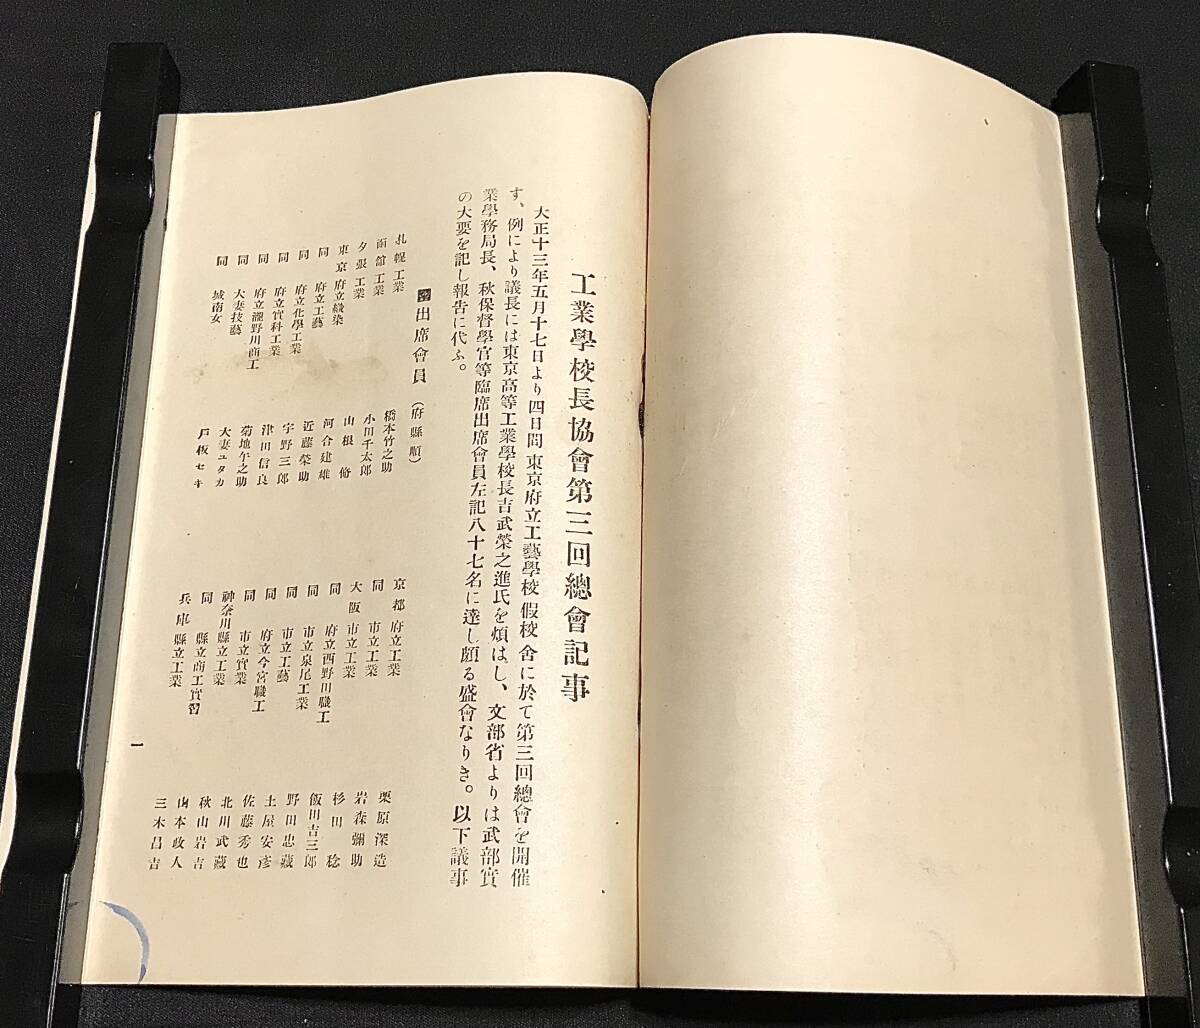 工業學校長協會第三回總會記事
大正十三年五月十七日より四日間東京府立工藝學校假校舍に於て第三回總會を開催
す、例により議長には東京高等工業學校長吉武榮之進氏を煩はし、文部省よりは武部實
業學務局長、秋保督學官等臨席出席會員左記八十七名に達し頗る盛會なりき。以下議事
の大要を記し報告に代ふ。
出席會員（府縣順）
札幌工業 橋本竹之助
函館工業 小田千太郎
夕張工業 山根脩
東京府立織染 河合建雄
同 府立工藝 近藤榮助
同 府立化學工業 宇野三郎
同 府立實科工業 津田信良
同 府立瀧野川商工 菊地午之助
同 大妻技藝 大妻ユタカ
同 城南女 戸板セキ
京都府立工業 栗原深造
同 市立工業 岩森彌助
大阪市立工業 杉田稔
同 府立西野川職工 飯田吉三郎
同 市立泉尾工業 野田忠藏
同 市立工藝 土屋安彦
同 府立今宮職工 佐藤秀也
同 市立實業 北川武藏
神奈川縣立工業 秋山岩吉
同 縣立商工實習 山本政人
兵庫縣立工業 三木昌吉
一